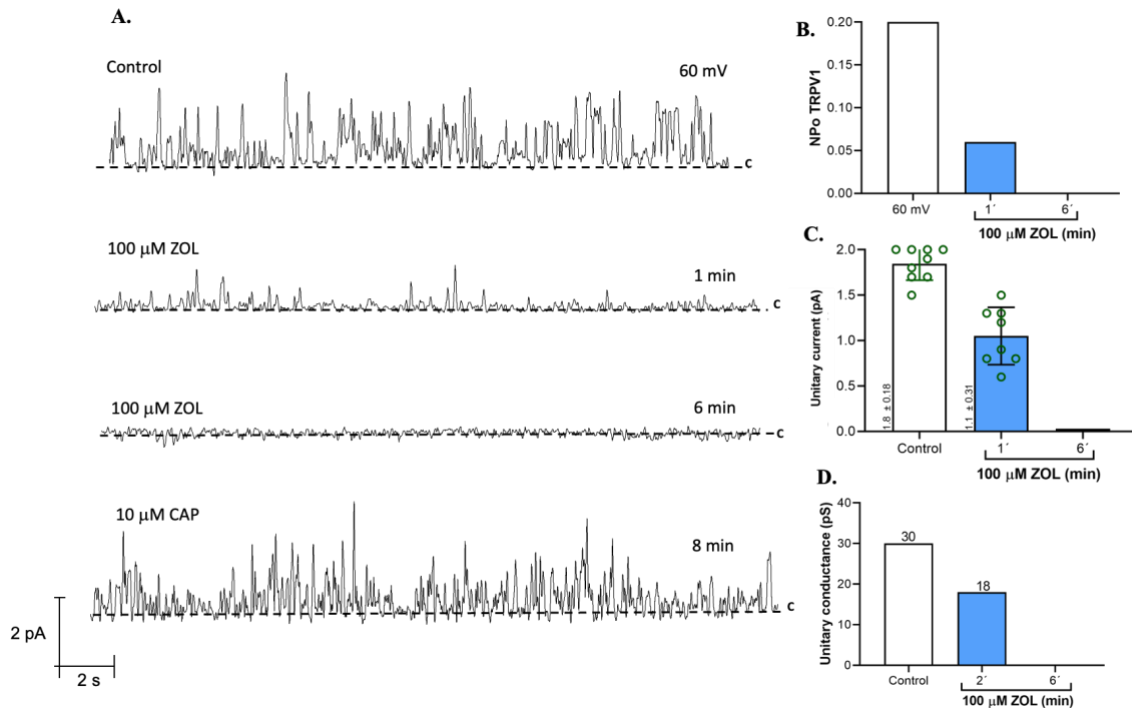 A.
Control
60 mV
c
100 µM ZOL
1 min
c
100 µM ZOL
6 min
c
10 µM CAP
8 min
c
2 pA
2 s
B.
NPo TRPV1
0.20
0.15
0.10
0.05
0.00
60 mV
1´
6´
100 µM ZOL (min)
C.
Unitary current (pA)
2.0
1.5
1.0
0.5
0.0
1.8 ± 0.18
1.1 ± 0.31
Control
1´
6´
100 µM ZOL (min)
D.
Unitary conductance (pS)
40
30
20
10
0
30
18
Control
2´
6´
100 µM ZOL (min)